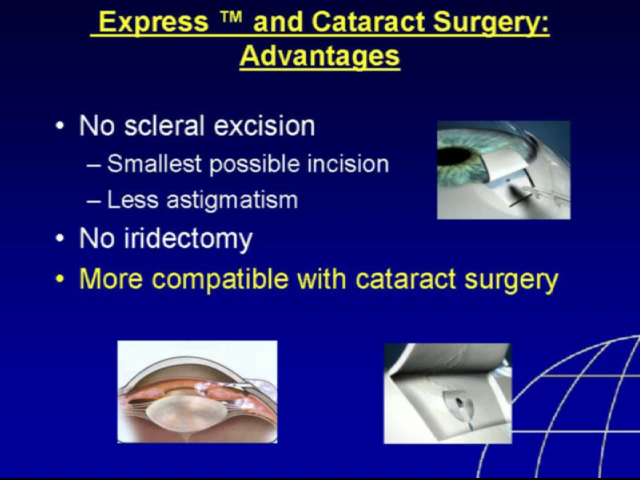 Express ™ and Cataract Surgery:
Advantages
• No scleral excision
– Smallest possible incision
– Less astigmatism
• No iridectomy
• More compatible with cataract surgery